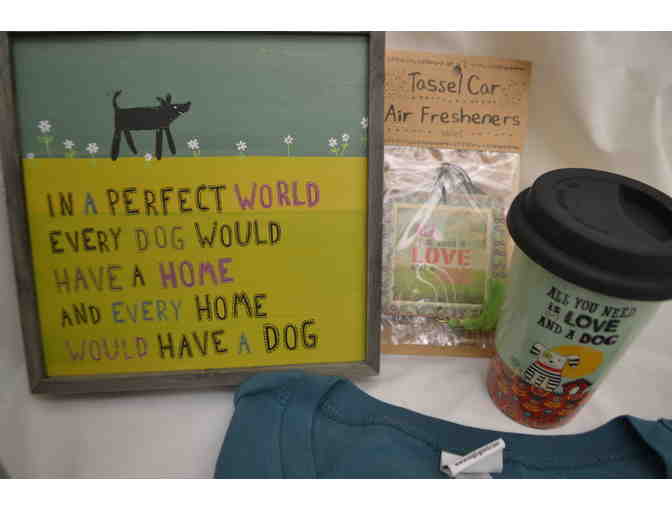 IN A PERFECT WORLD
EVERY DOG WOULD
HAVE A HOME
AND EVERY HOME
WOULD HAVE A DOG
Tassel Car
Air Fresheners
LOVE
ALL YOU NEED
is LOVE
AND A DOG